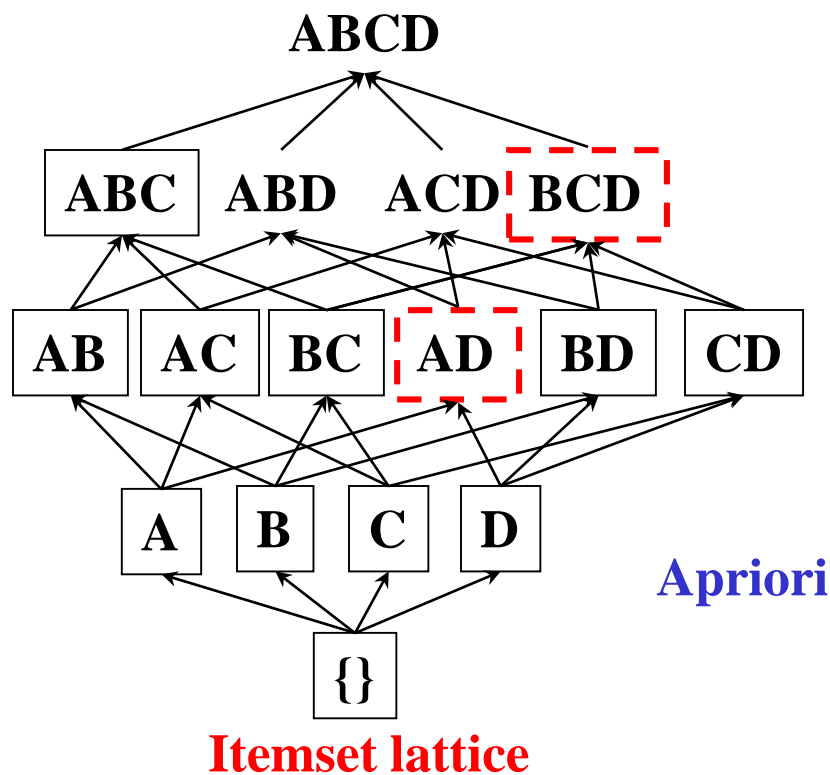 ABCD
ABC ABD ACD BCD
AB AC BC AD BD CD
A B C D
Apriori
{}
Itemset lattice